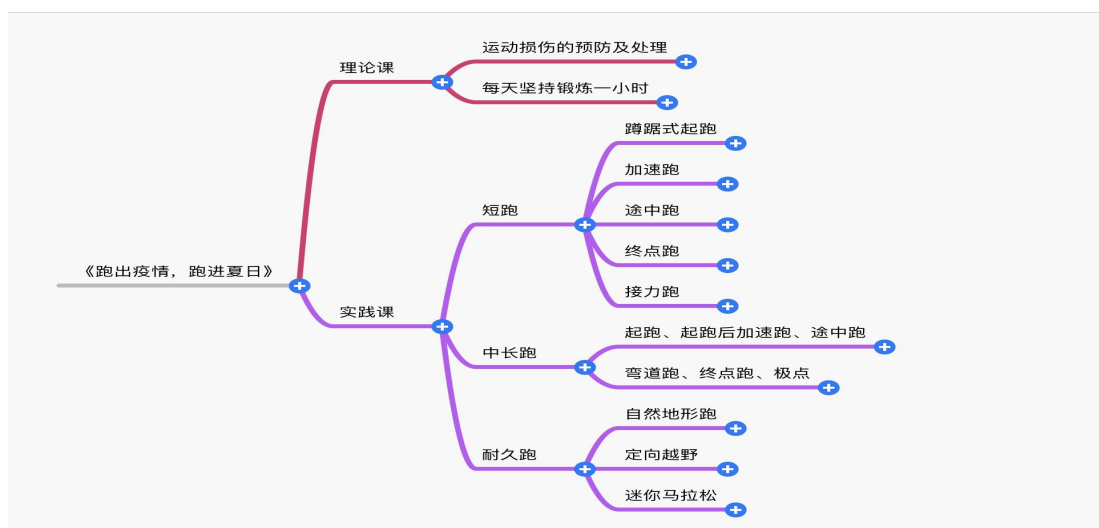 运动损伤的预防及处理
理论课
每天坚持锻炼一小时
蹲踞式起跑
加速跑
短跑
途中跑
终点跑
《跑出疫情，跑进夏日》
接力跑
实践课
起跑、起跑后加速跑、途中跑
中长跑
弯道跑、终点跑、极点
自然地形跑
耐久跑
定向越野
迷你马拉松